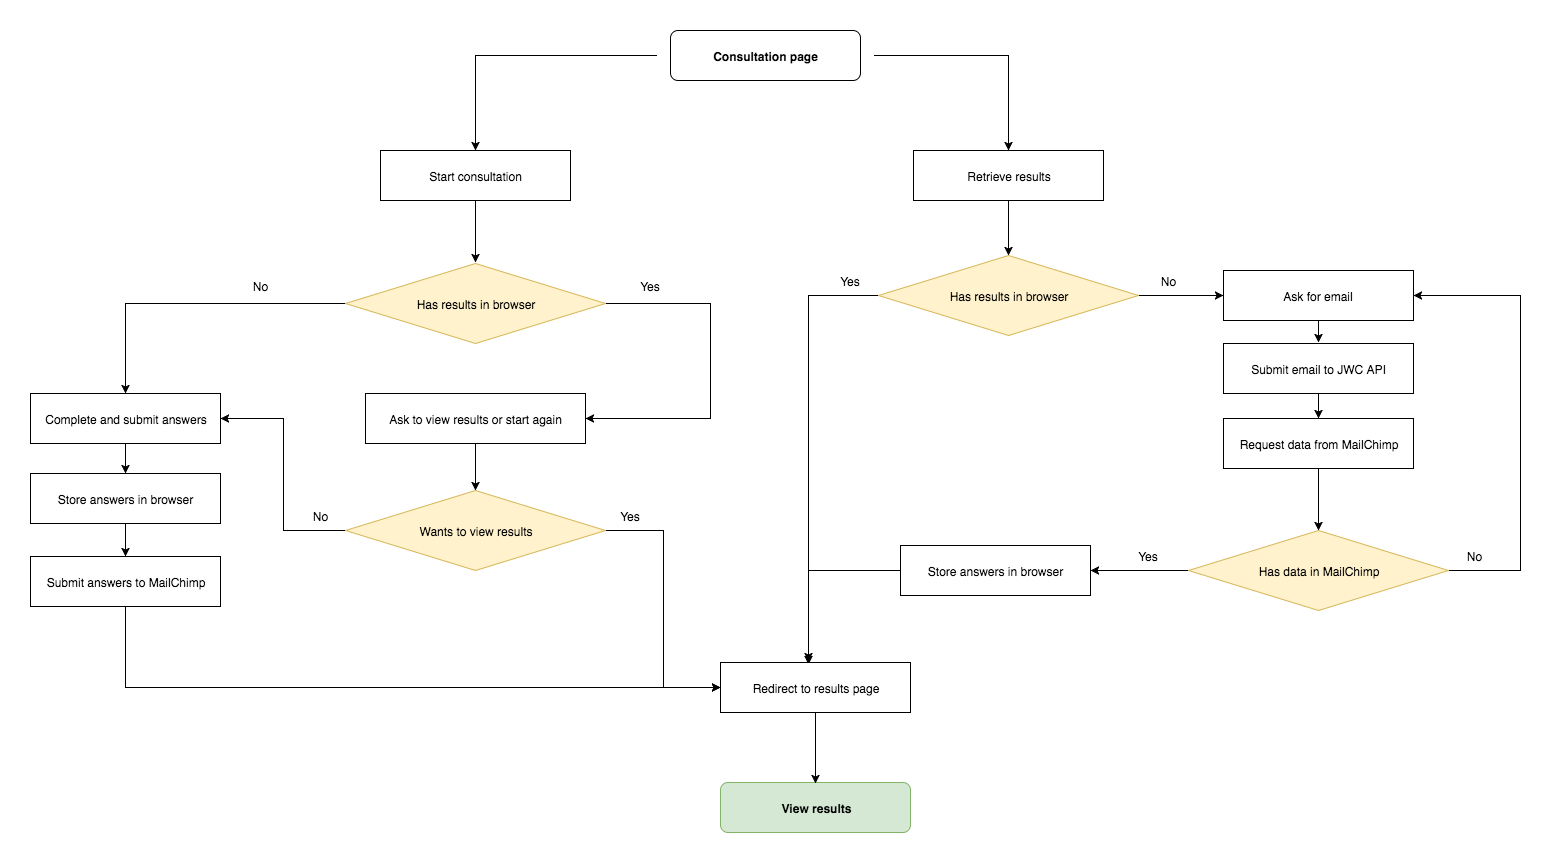 Consultation page
Start consultation
Retrieve results
No
Has results in browser
Yes
Yes
Has results in browser
No
Ask for email
Submit email to JWC API
Request data from MailChimp
Complete and submit answers
Ask to view results or start again
Store answers in browser
No
Wants to view results
Yes
Submit answers to MailChimp
Store answers in browser
Yes
Has data in MailChimp
No
Redirect to results page
View results